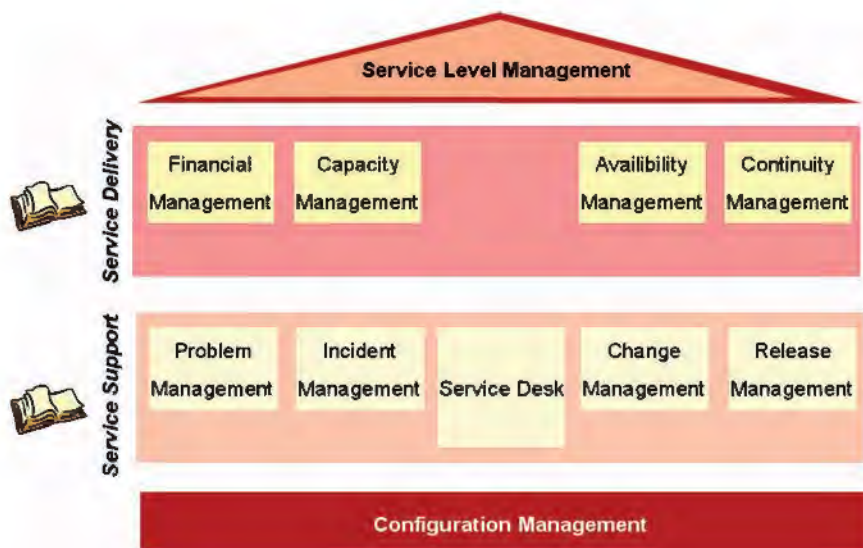 Service Level Management
Service Delivery
Financial
Management
Capacity
Management
Availibility
Management
Continuity
Management
Service Support
Problem
Management
Incident
Management
Service Desk
Change
Management
Release
Management
Configuration Management